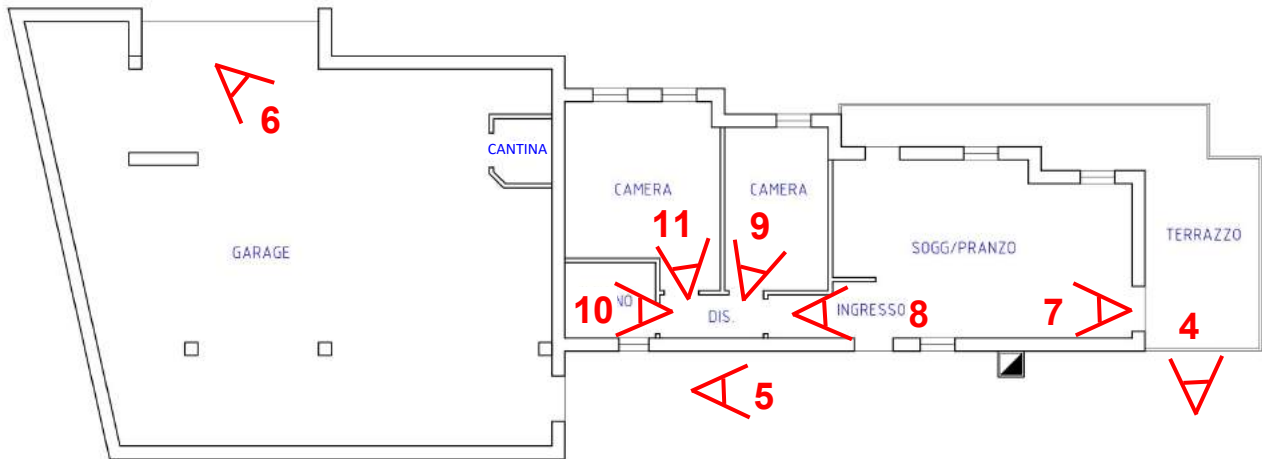 6
CANTINA
CAMERA
CAMERA
11
9
SOGG/PRANZO
TERRAZZO
GARAGE
10
NO
DIS.
INGRESSO
8
7
4
5